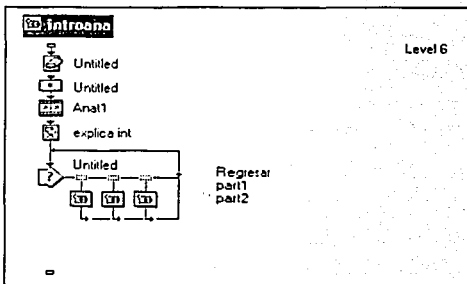 introana
Level 6
Untitled
Untitled
Anat1
explica int
Untitled
?
Regresar
part1
part2